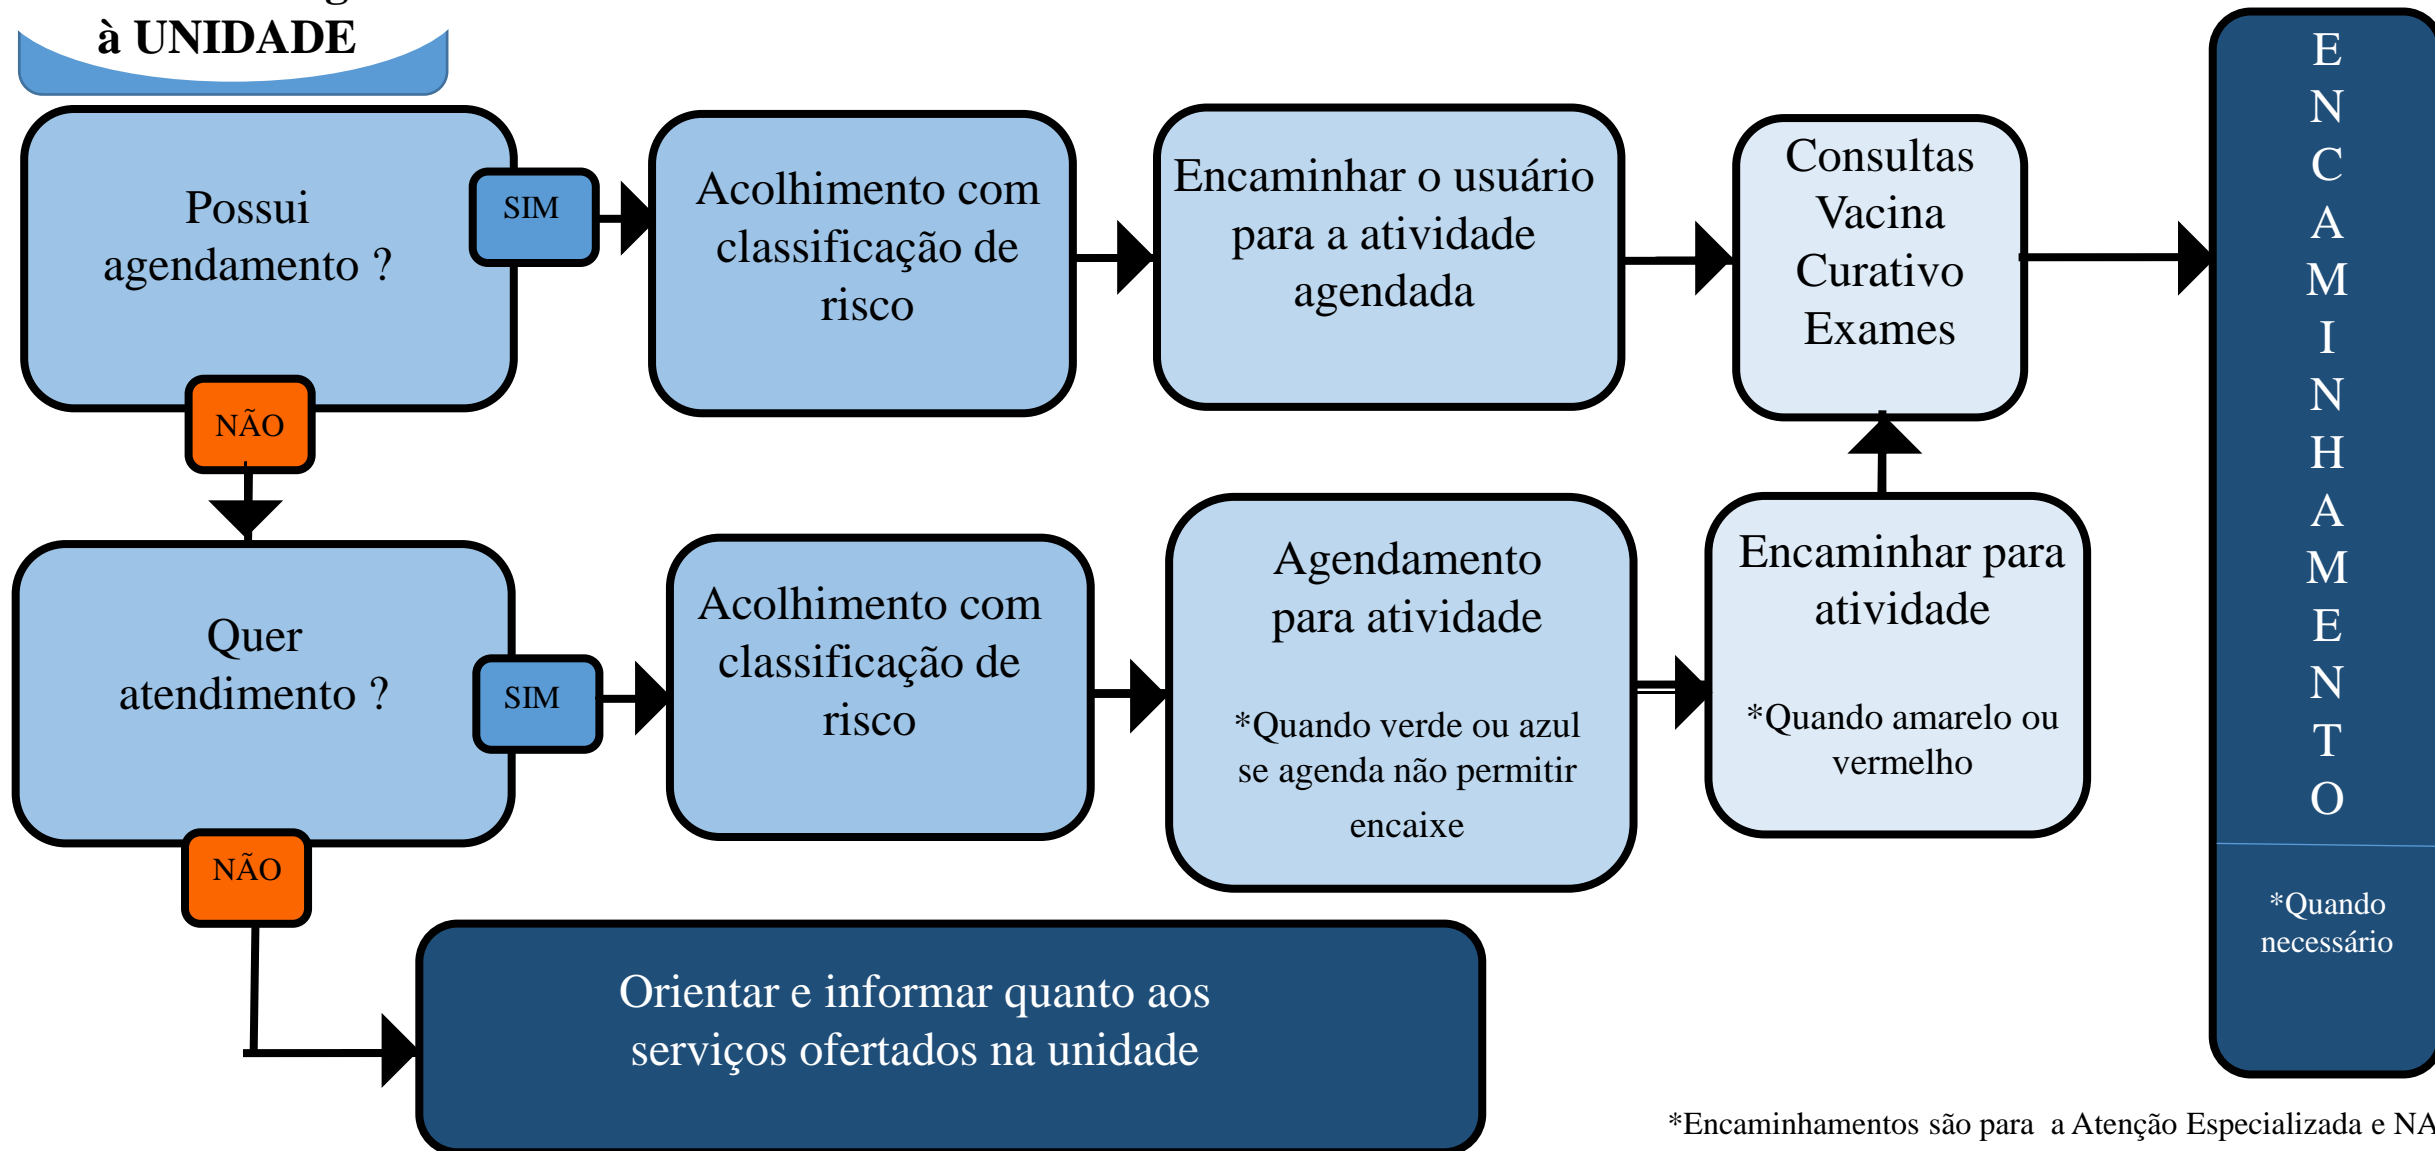 à UNIDADE
Possui
agendamento ?
SIM
NÃO
Acolhimento com
classificação de
risco
Encaminhar o usuário
para a atividade
agendada
Consultas
Vacina
Curativo
Exames
Quer
atendimento ?
SIM
NÃO
Acolhimento com
classificação de
risco
Agendamento
para atividade
*Quando verde ou azul
se agenda não permitir
encaixe
Encaminhar para
atividade
*Quando amarelo ou
vermelho
Orientar e informar quanto aos
serviços ofertados na unidade
E
N
C
A
M
I
N
H
A
M
E
N
T
O
*Quando
necessário
*Encaminhamentos são para a Atenção Especializada e